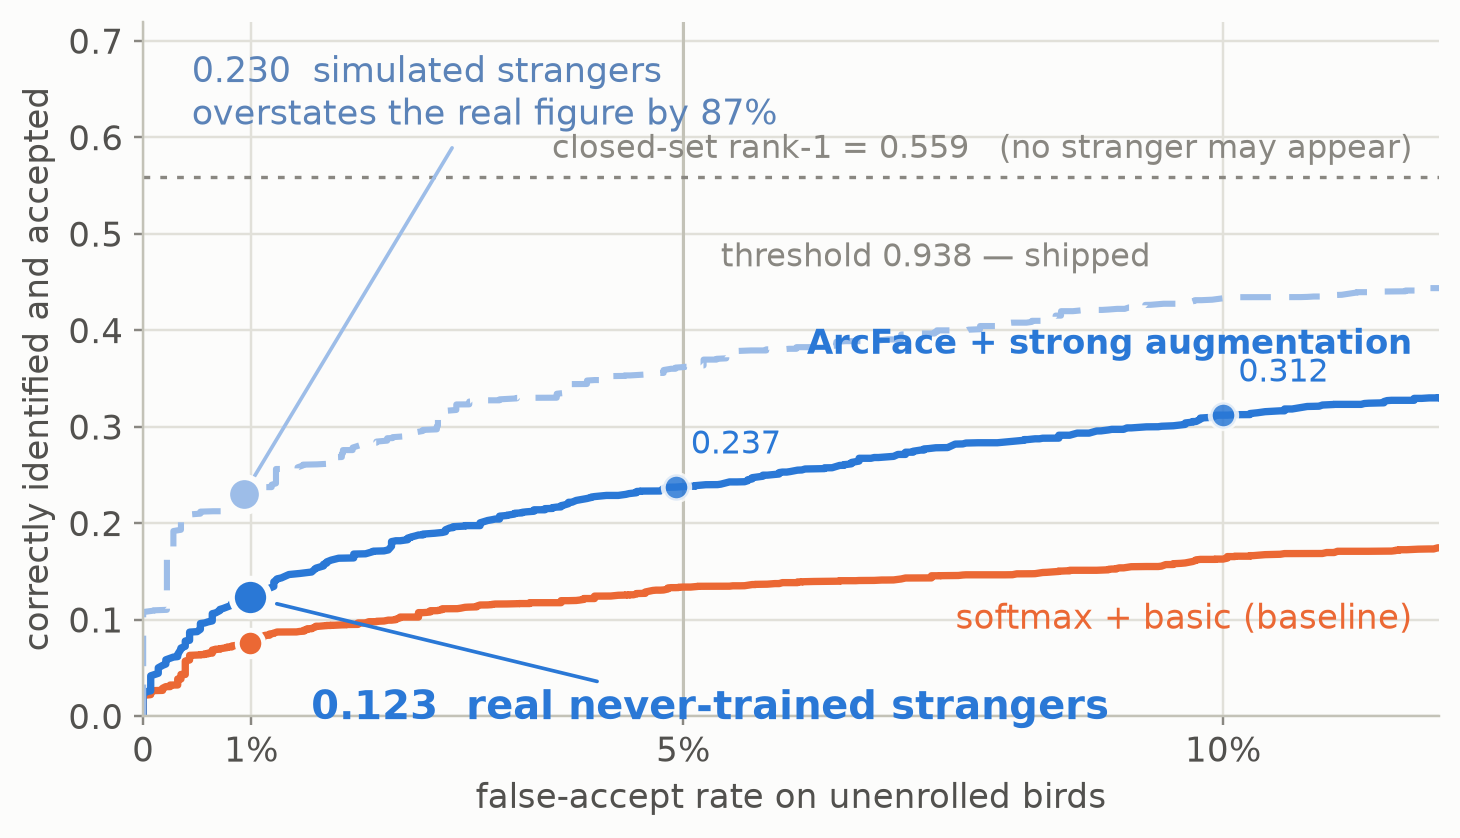 0.7
0.230 simulated strangers
overstates the real figure by 87%
0.6
closed-set rank-1 = 0.559 (no stranger may appear)
0.5
threshold 0.938 — shipped
0.4
ArcFace + strong augmentation
0.312
0.3
0.237
0.2
0.1
softmax + basic (baseline)
0.123 real never-trained strangers
0.0
0
1%
5%
10%
false-accept rate on unenrolled birds
correctly identified and accepted